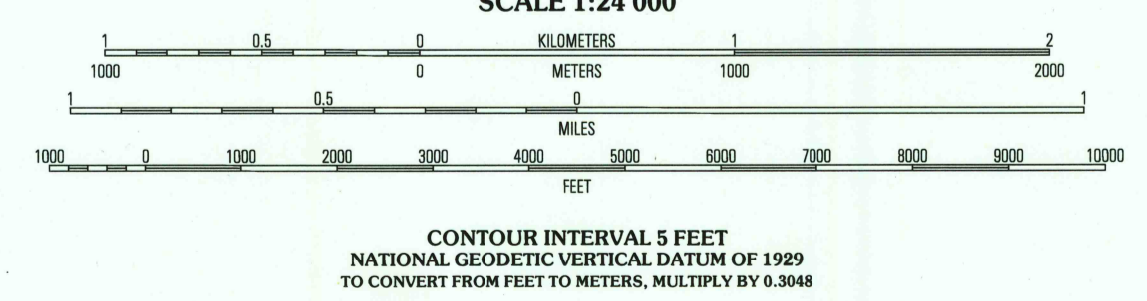 SCALE 1:24 000
1 0.5 0 KILOMETERS 1 2
1000 0 METERS 1000 2000
1 0.5 0 1
MILES
1000 0 1000 2000 3000 4000 5000 6000 7000 8000 9000 10000
FEET
CONTOUR INTERVAL 5 FEET
NATIONAL GEODETIC VERTICAL DATUM OF 1929
TO CONVERT FROM FEET TO METERS, MULTIPLY BY 0.3048